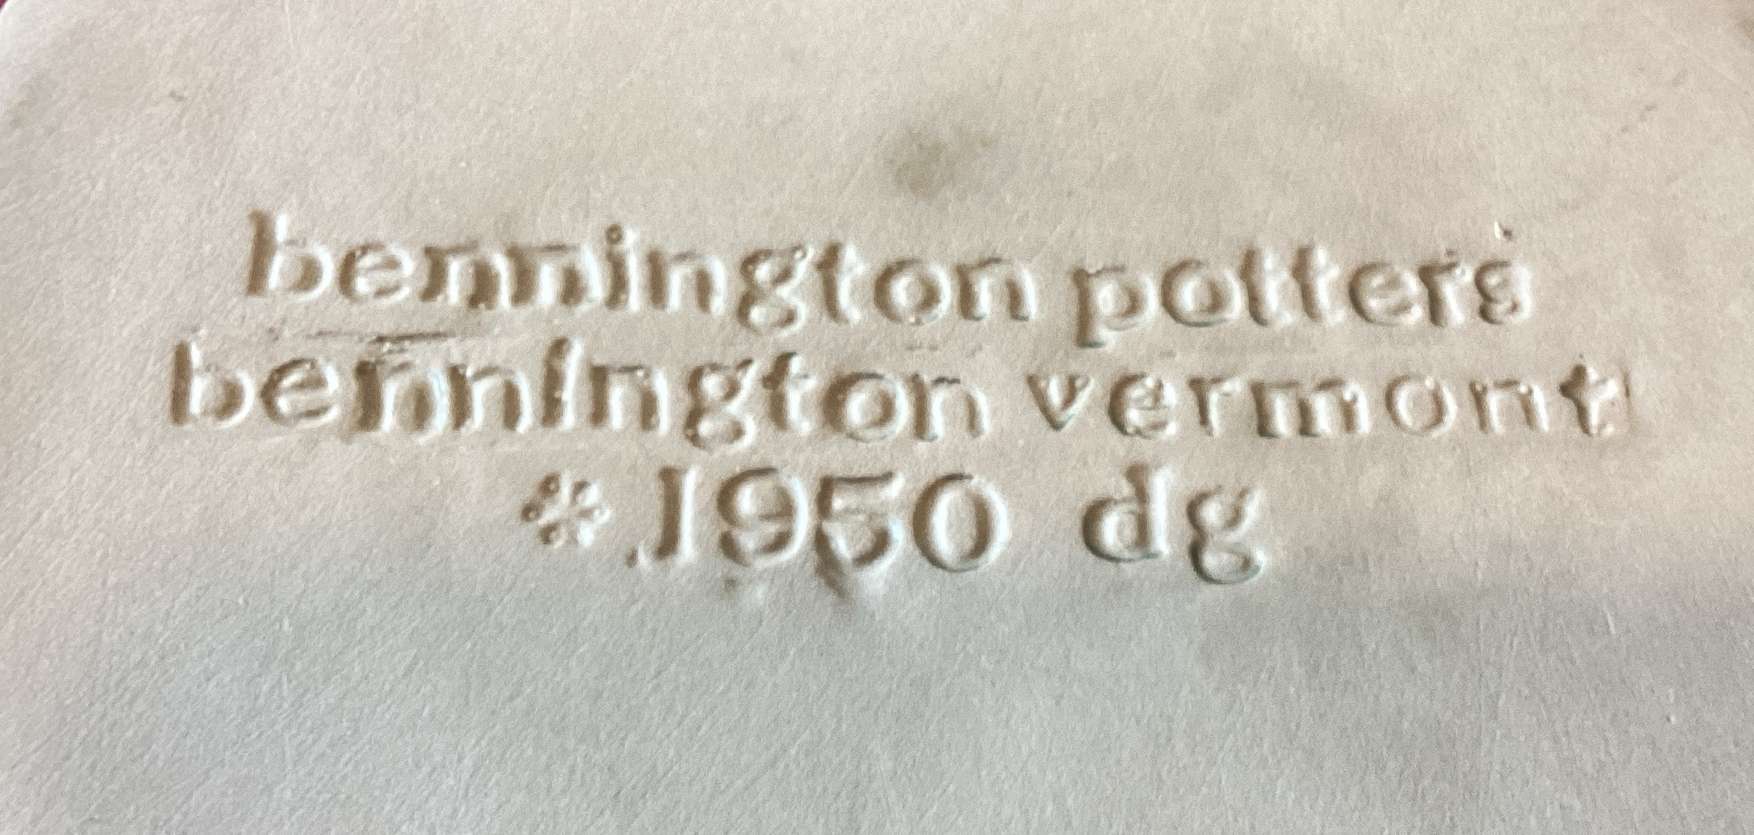 bennington potters
bennington vermont
* 1950 dg